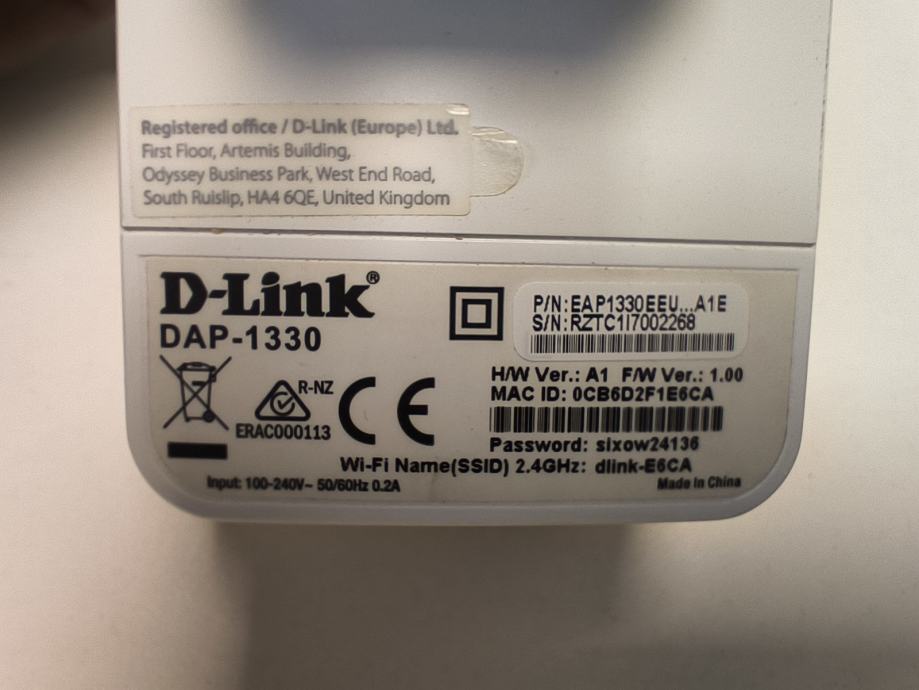 Registered office / D-Link (Europe) Ltd.
First Floor, Artemis Building,
Odyssey Business Park, West End Road,
South Ruislip, HA4 6QE, United Kingdom
D-Link®
DAP-1330
P/N:EAP1330EEU...A1E
S/N:RZTC1I7002268
H/W Ver.: A1 F/W Ver.: 1.00
MAC ID: 0CB6D2F1E6CA
R-NZ
ERAC000113
CE
Password: sixow24136
Wi-Fi Name(SSID) 2.4GHz: dlink-E6CA
Input: 100-240V~ 50/60Hz 0.2A
Made in China